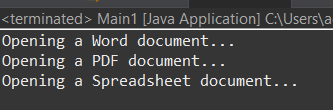 <terminated> Main1 [Java Application] C:\Users\a
Opening a Word document...
Opening a PDF document...
Opening a Spreadsheet document...